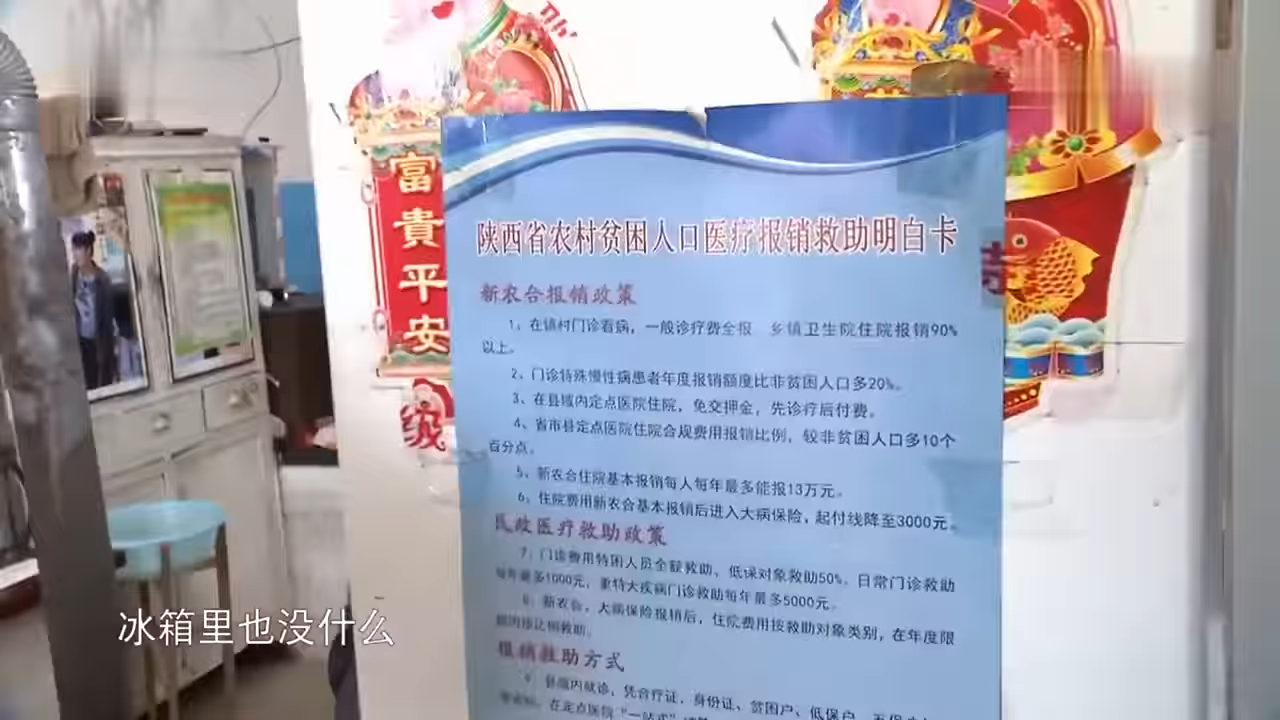 富貴平安
陕西省农村贫困人口医疗报销救助明白卡
新农合报销政策
1、在镇村门诊看病，一般诊疗费全报 乡镇卫生院住院报销90%
以上。
2、门诊特殊慢性病患者年度报销额度比非贫困人口多20%。
3、在县域内定点医院住院，免交押金，先诊疗后付费。
4、省市县定点医院住院合规费用报销比例，较非贫困人口多10个
百分点。
5、新农合住院基本报销每人每年最多能报13万元。
6、住院费用新农合基本报销后进入大病保险，起付线降至3000元。
民政医疗救助政策
7、门诊费用特困人员全额救助、低保对象救助50%。日常门诊救助
每年最多1000元，重特大疾病门诊救助每年最多5000元。
8、新农合、大病保险报销后，住院费用按救助对象类别，在年度限
额内按比例救助。
报销救助方式
9、县域内就诊，凭合疗证、身份证、贫困户、低保户、五保
在定点医院“一站式”
冰箱里也没什么